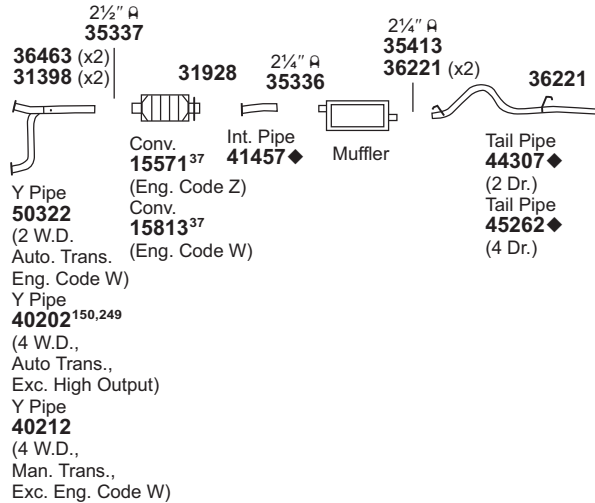 2½″
35337
36463 (x2)
31398 (x2)
31928
2¼″
35336
2¼″
35413
36221 (x2)
36221
Y Pipe
50322
(2 W.D.
Auto. Trans.
Eng. Code W)
Y Pipe
40202150,249
(4 W.D.,
Auto Trans.,
Exc. High Output)
Y Pipe
40212
(4 W.D.,
Man. Trans.,
Exc. Eng. Code W)
Conv.
1557137
(Eng. Code Z)
Conv.
1581337
(Eng. Code W)
Int. Pipe
41457◆
Muffler
Tail Pipe
44307◆
(2 Dr.)
Tail Pipe
45262◆
(4 Dr.)